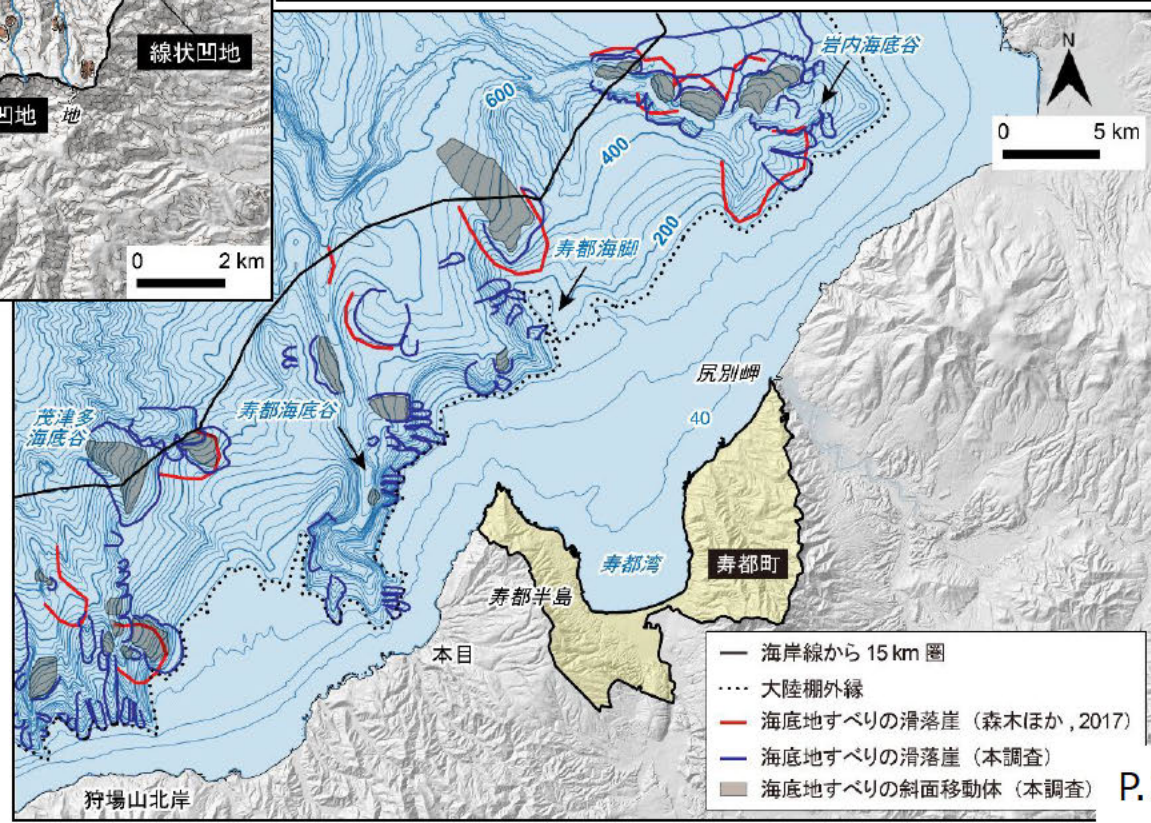 線状凹地
凹地
地
0 2 km
岩内海底谷
N
0 5 km
600
400
200
寿都海脚
尻別岬
40
茂津多
海底谷
寿都海底谷
寿都湾
寿都町
寿都半島
本目
狩場山北岸
海岸線から 15 km 圏
大陸棚外縁
海底地すべりの滑落崖（森木ほか , 2017）
海底地すべりの滑落崖（本調査）
海底地すべりの斜面移動体（本調査）
P.